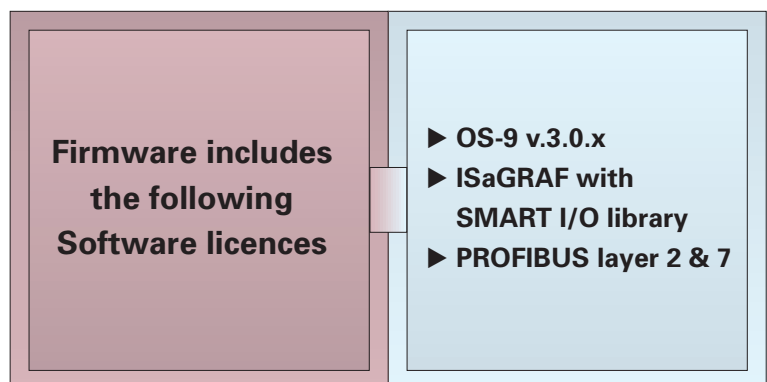 Firmware includes
the following
Software licences
▶ OS-9 v.3.0.x
▶ ISaGRAF with
SMART I/O library
▶ PROFIBUS layer 2 & 7